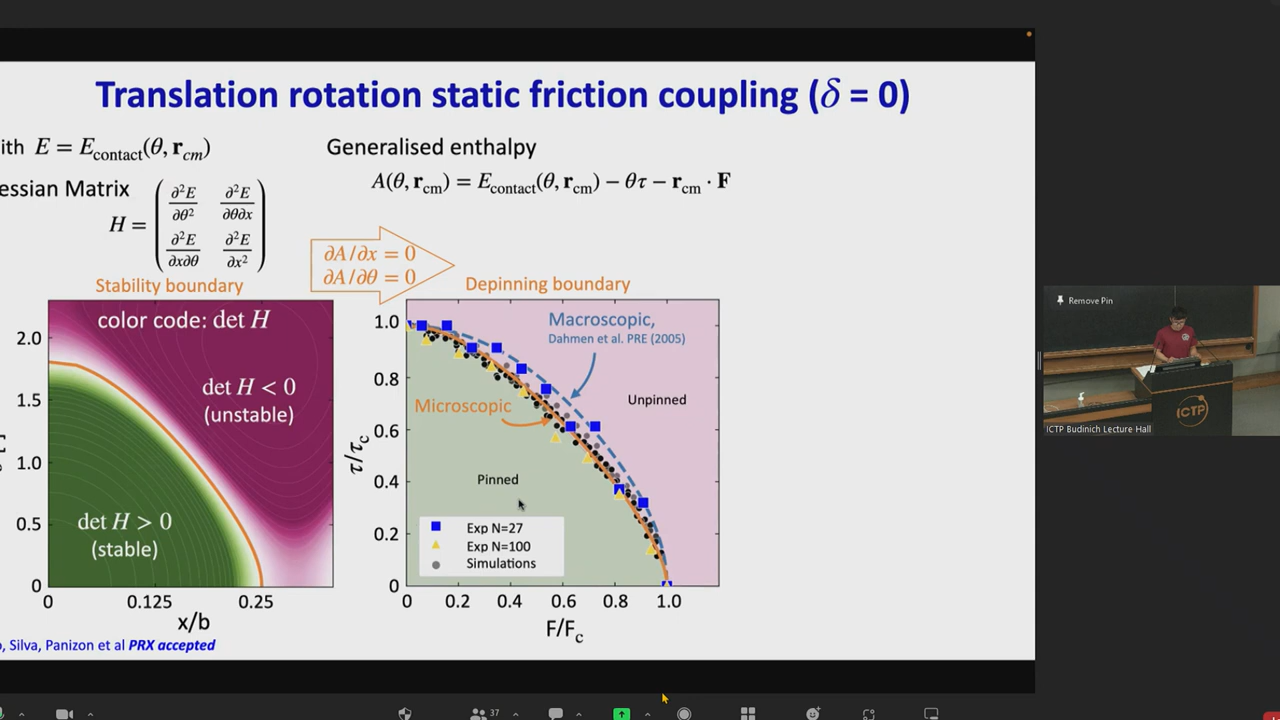 Translation rotation static friction coupling (δ = 0)
ith E = E_contact(θ, r_cm)
Generalised enthalpy
essian Matrix
A(θ, r_cm) = E_contact(θ, r_cm) − θτ − r_cm · F
H = ( ∂²E/∂θ² ∂²E/∂θ∂x
∂²E/∂x∂θ ∂²E/∂x² )
∂A/∂x = 0
∂A/∂θ = 0
Stability boundary
Depinning boundary
color code: det H
det H < 0
(unstable)
det H > 0
(stable)
2.0
1.5
1.0
0.5
0
0 0.125 0.25
x/b
Macroscopic,
Dahmen et al. PRE (2005)
Microscopic
Unpinned
Pinned
Exp N=27
Exp N=100
Simulations
τ/τc
1.0
0.8
0.6
0.4
0.2
0
0 0.2 0.4 0.6 0.8 1.0
F/Fc
, Silva, Panizon et al PRX accepted
Remove Pin
ICTP
ICTP Budinich Lecture Hall
37